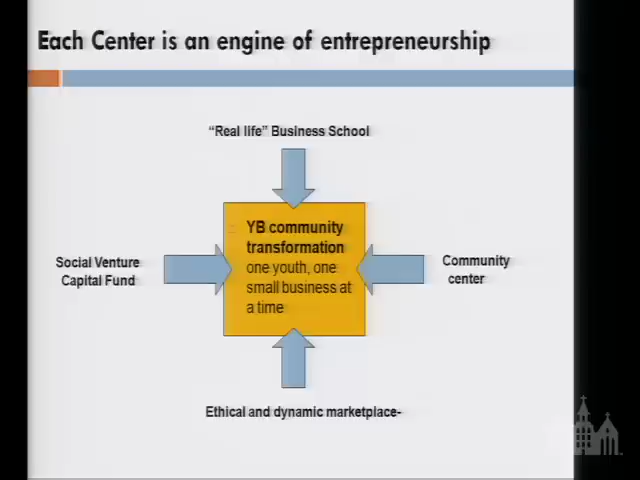 Each Center is an engine of entrepreneurship
"Real life" Business School
YB community
transformation
one youth, one
small business at
a time
Social Venture
Capital Fund
Community
center
Ethical and dynamic marketplace-